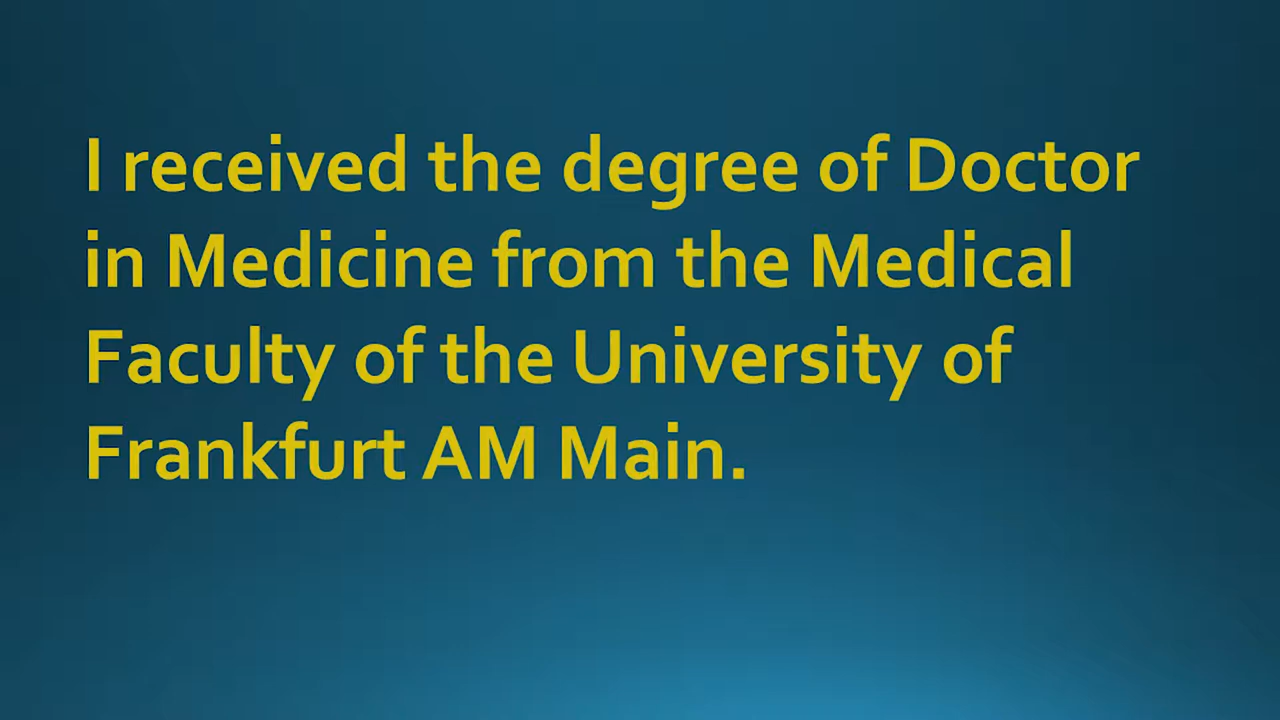 I received the degree of Doctor
in Medicine from the Medical
Faculty of the University of
Frankfurt AM Main.